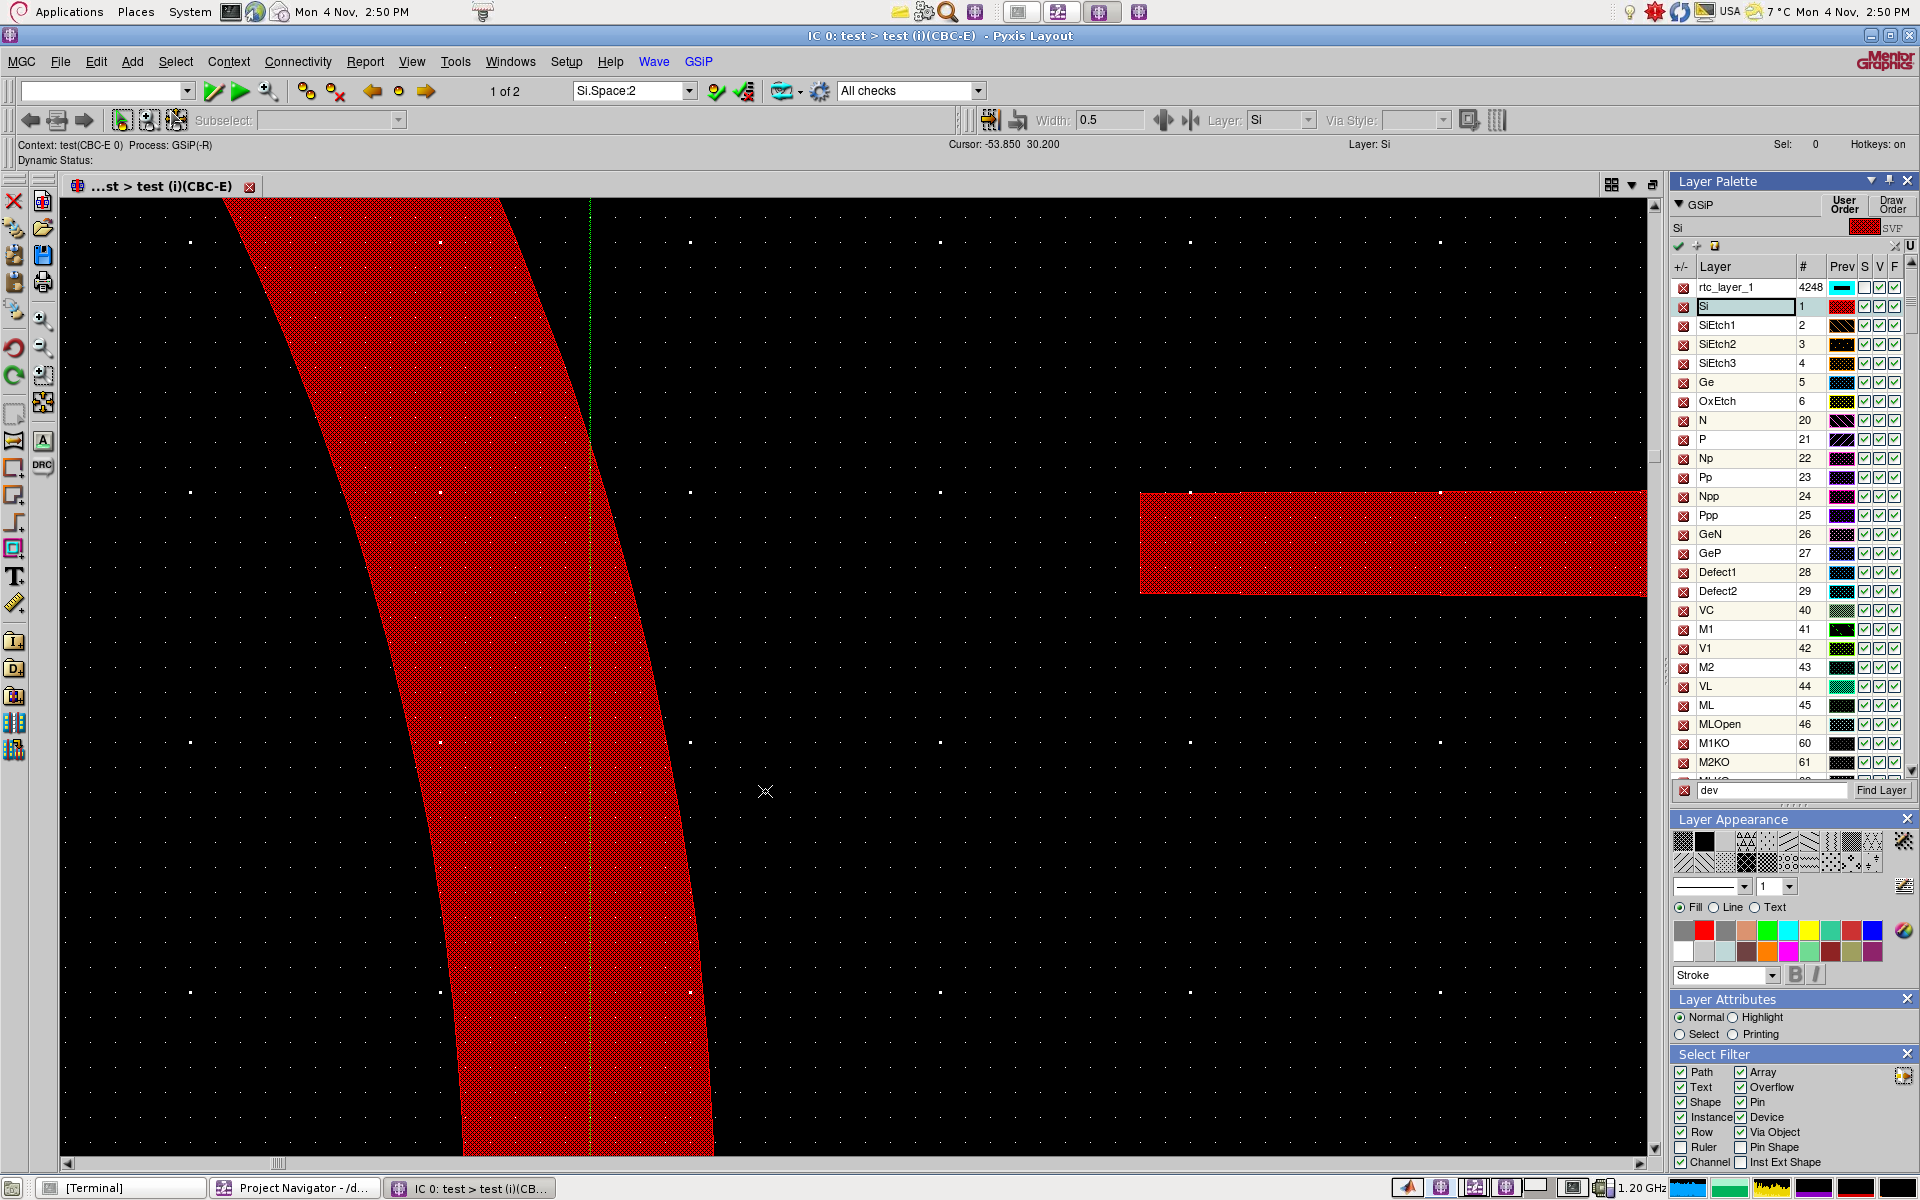 Applications Places System Mon 4 Nov, 2:50 PM USA 7 °C Mon 4 Nov, 2:50 PM
IC 0: test > test (i)(CBC-E) - Pyxis Layout
MGC File Edit Add Select Context Connectivity Report View Tools Windows Setup Help Wave GSiP Mentor Graphics
1 of 2 Si.Space:2 All checks
Subselect: Width: 0.5 Layer: Si Via Style:
Context: test(CBC-E 0) Process: GSiP(-R) Cursor: -53.850 30.200 Layer: Si Sel: 0 Hotkeys: on
Dynamic Status:
...st > test (i)(CBC-E)
Layer Palette
GSiP User Order Draw Order
Si SVF
U
+/- Layer # Prev S V F
rtc_layer_1 4248
Si 1
SiEtch1 2
SiEtch2 3
SiEtch3 4
Ge 5
OxEtch 6
N 20
P 21
Np 22
Pp 23
Npp 24
Ppp 25
GeN 26
GeP 27
Defect1 28
Defect2 29
VC 40
M1 41
V1 42
M2 43
VL 44
ML 45
MLOpen 46
M1KO 60
M2KO 61
dev Find Layer
A
DRC
T
I
D
Layer Appearance
1
Fill Line Text
Stroke B I
Layer Attributes
Normal Highlight
Select Printing
Select Filter
Path Array
Text Overflow
Shape Pin
Instance Device
Row Via Object
Ruler Pin Shape
Channel Inst Ext Shape
[Terminal] Project Navigator - /d... IC 0: test > test (i)(CB... 1.20 GHz